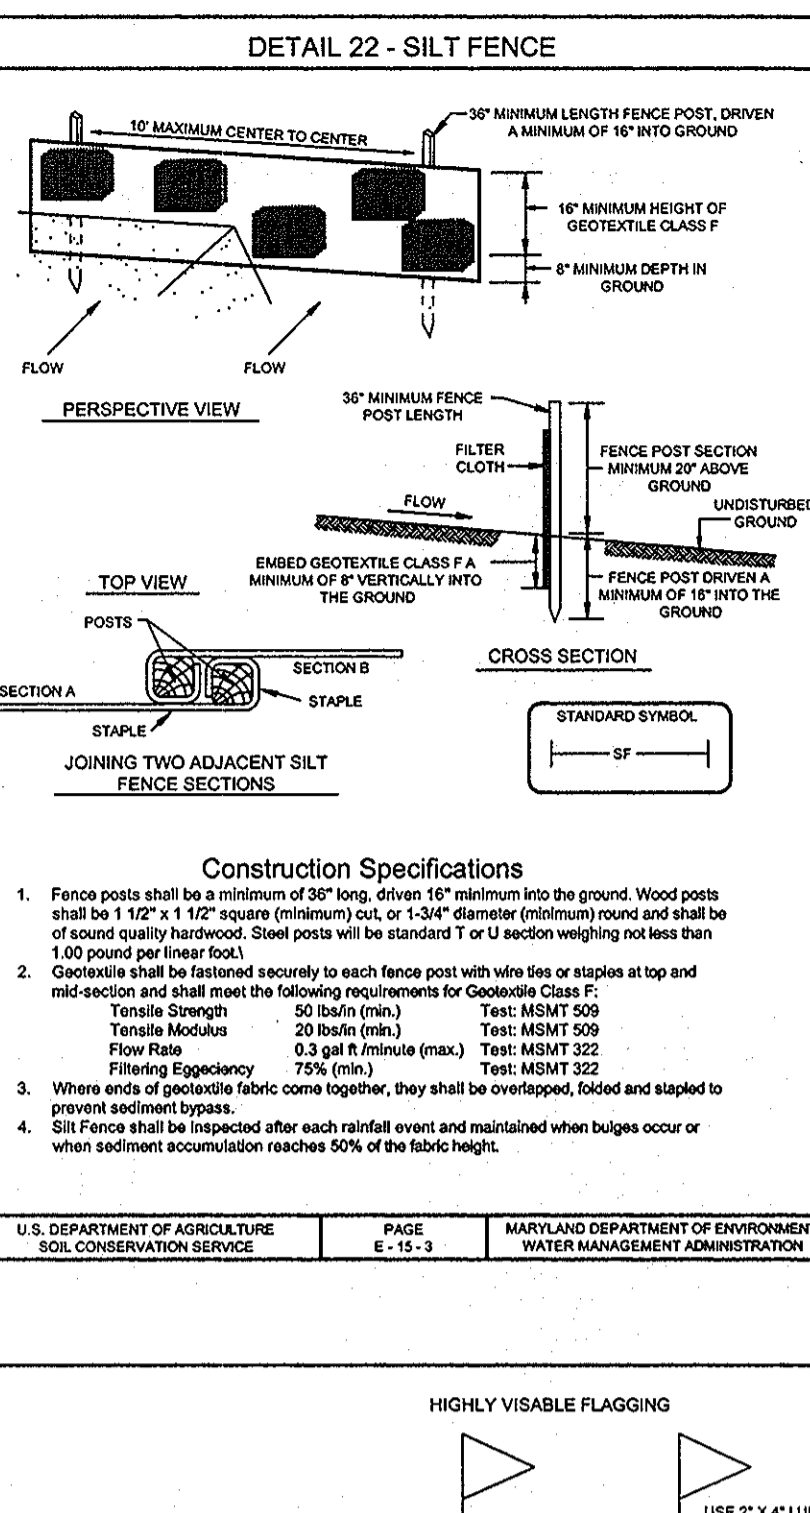 DETAIL 22 - SILT FENCE
10' MAXIMUM CENTER TO CENTER
36" MINIMUM LENGTH FENCE POST, DRIVEN
A MINIMUM OF 16" INTO GROUND
16" MINIMUM HEIGHT OF
GEOTEXTILE CLASS F
8" MINIMUM DEPTH IN
GROUND
FLOW
FLOW
PERSPECTIVE VIEW
36" MINIMUM FENCE
POST LENGTH
FILTER
CLOTH
FENCE POST SECTION
MINIMUM 20" ABOVE
GROUND
FLOW
UNDISTURBED
GROUND
EMBED GEOTEXTILE CLASS F A
MINIMUM OF 8" VERTICALLY INTO
THE GROUND
FENCE POST DRIVEN A
MINIMUM OF 16" INTO THE
GROUND
CROSS SECTION
TOP VIEW
POSTS
SECTION B
SECTION A
STAPLE
STAPLE
JOINING TWO ADJACENT SILT
FENCE SECTIONS
STANDARD SYMBOL
SF
Construction Specifications
1. Fence posts shall be a minimum of 36" long, driven 16" minimum into the ground. Wood posts
shall be 1 1/2" x 1 1/2" square (minimum) cut, or 1-3/4" diameter (minimum) round and shall be
of sound quality hardwood. Steel posts will be standard T or U section weighing not less than
1.00 pound per linear foot.\
2. Geotextile shall be fastened securely to each fence post with wire ties or staples at top and
mid-section and shall meet the following requirements for Geotextile Class F:
Tensile Strength 50 lbs/in (min.) Test: MSMT 509
Tensile Modulus 20 lbs/in (min.) Test: MSMT 509
Flow Rate 0.3 gal ft /minute (max.) Test: MSMT 322
Filtering Eggeciency 75% (min.) Test: MSMT 322
3. Where ends of geotextile fabric come together, they shall be overlapped, folded and stapled to
prevent sediment bypass.
4. Silt Fence shall be inspected after each rainfall event and maintained when bulges occur or
when sediment accumulation reaches 50% of the fabric height.
U.S. DEPARTMENT OF AGRICULTURE
SOIL CONSERVATION SERVICE
PAGE
E - 15 - 3
MARYLAND DEPARTMENT OF ENVIRONMENT
WATER MANAGEMENT ADMINISTRATION
HIGHLY VISABLE FLAGGING
USE 2" X 4"